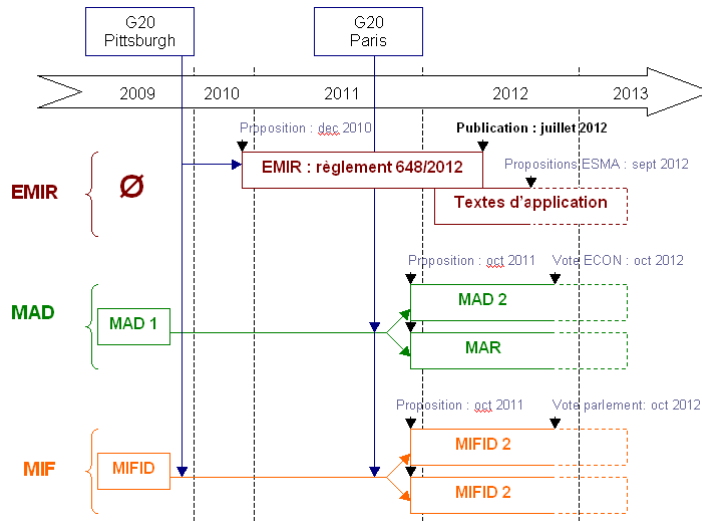 G20
Pittsburgh
G20
Paris
2009
2010
2011
2012
2013
Proposition : dec 2010
Publication : juillet 2012
EMIR : règlement 648/2012
Propositions ESMA : sept 2012
EMIR
Ø
Textes d'application
Proposition : oct 2011
Vote ECON : oct 2012
MAD
MAD 1
MAD 2
MAR
Proposition : oct 2011
Vote parlement: oct 2012
MIF
MIFID
MIFID 2
MIFID 2